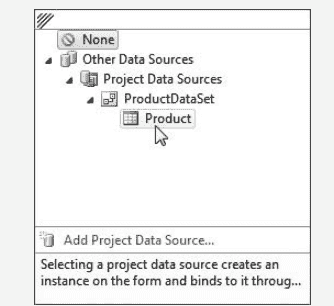 None
Other Data Sources
Project Data Sources
ProductDataSet
Product
Add Project Data Source...
Selecting a project data source creates an
instance on the form and binds to it throug...